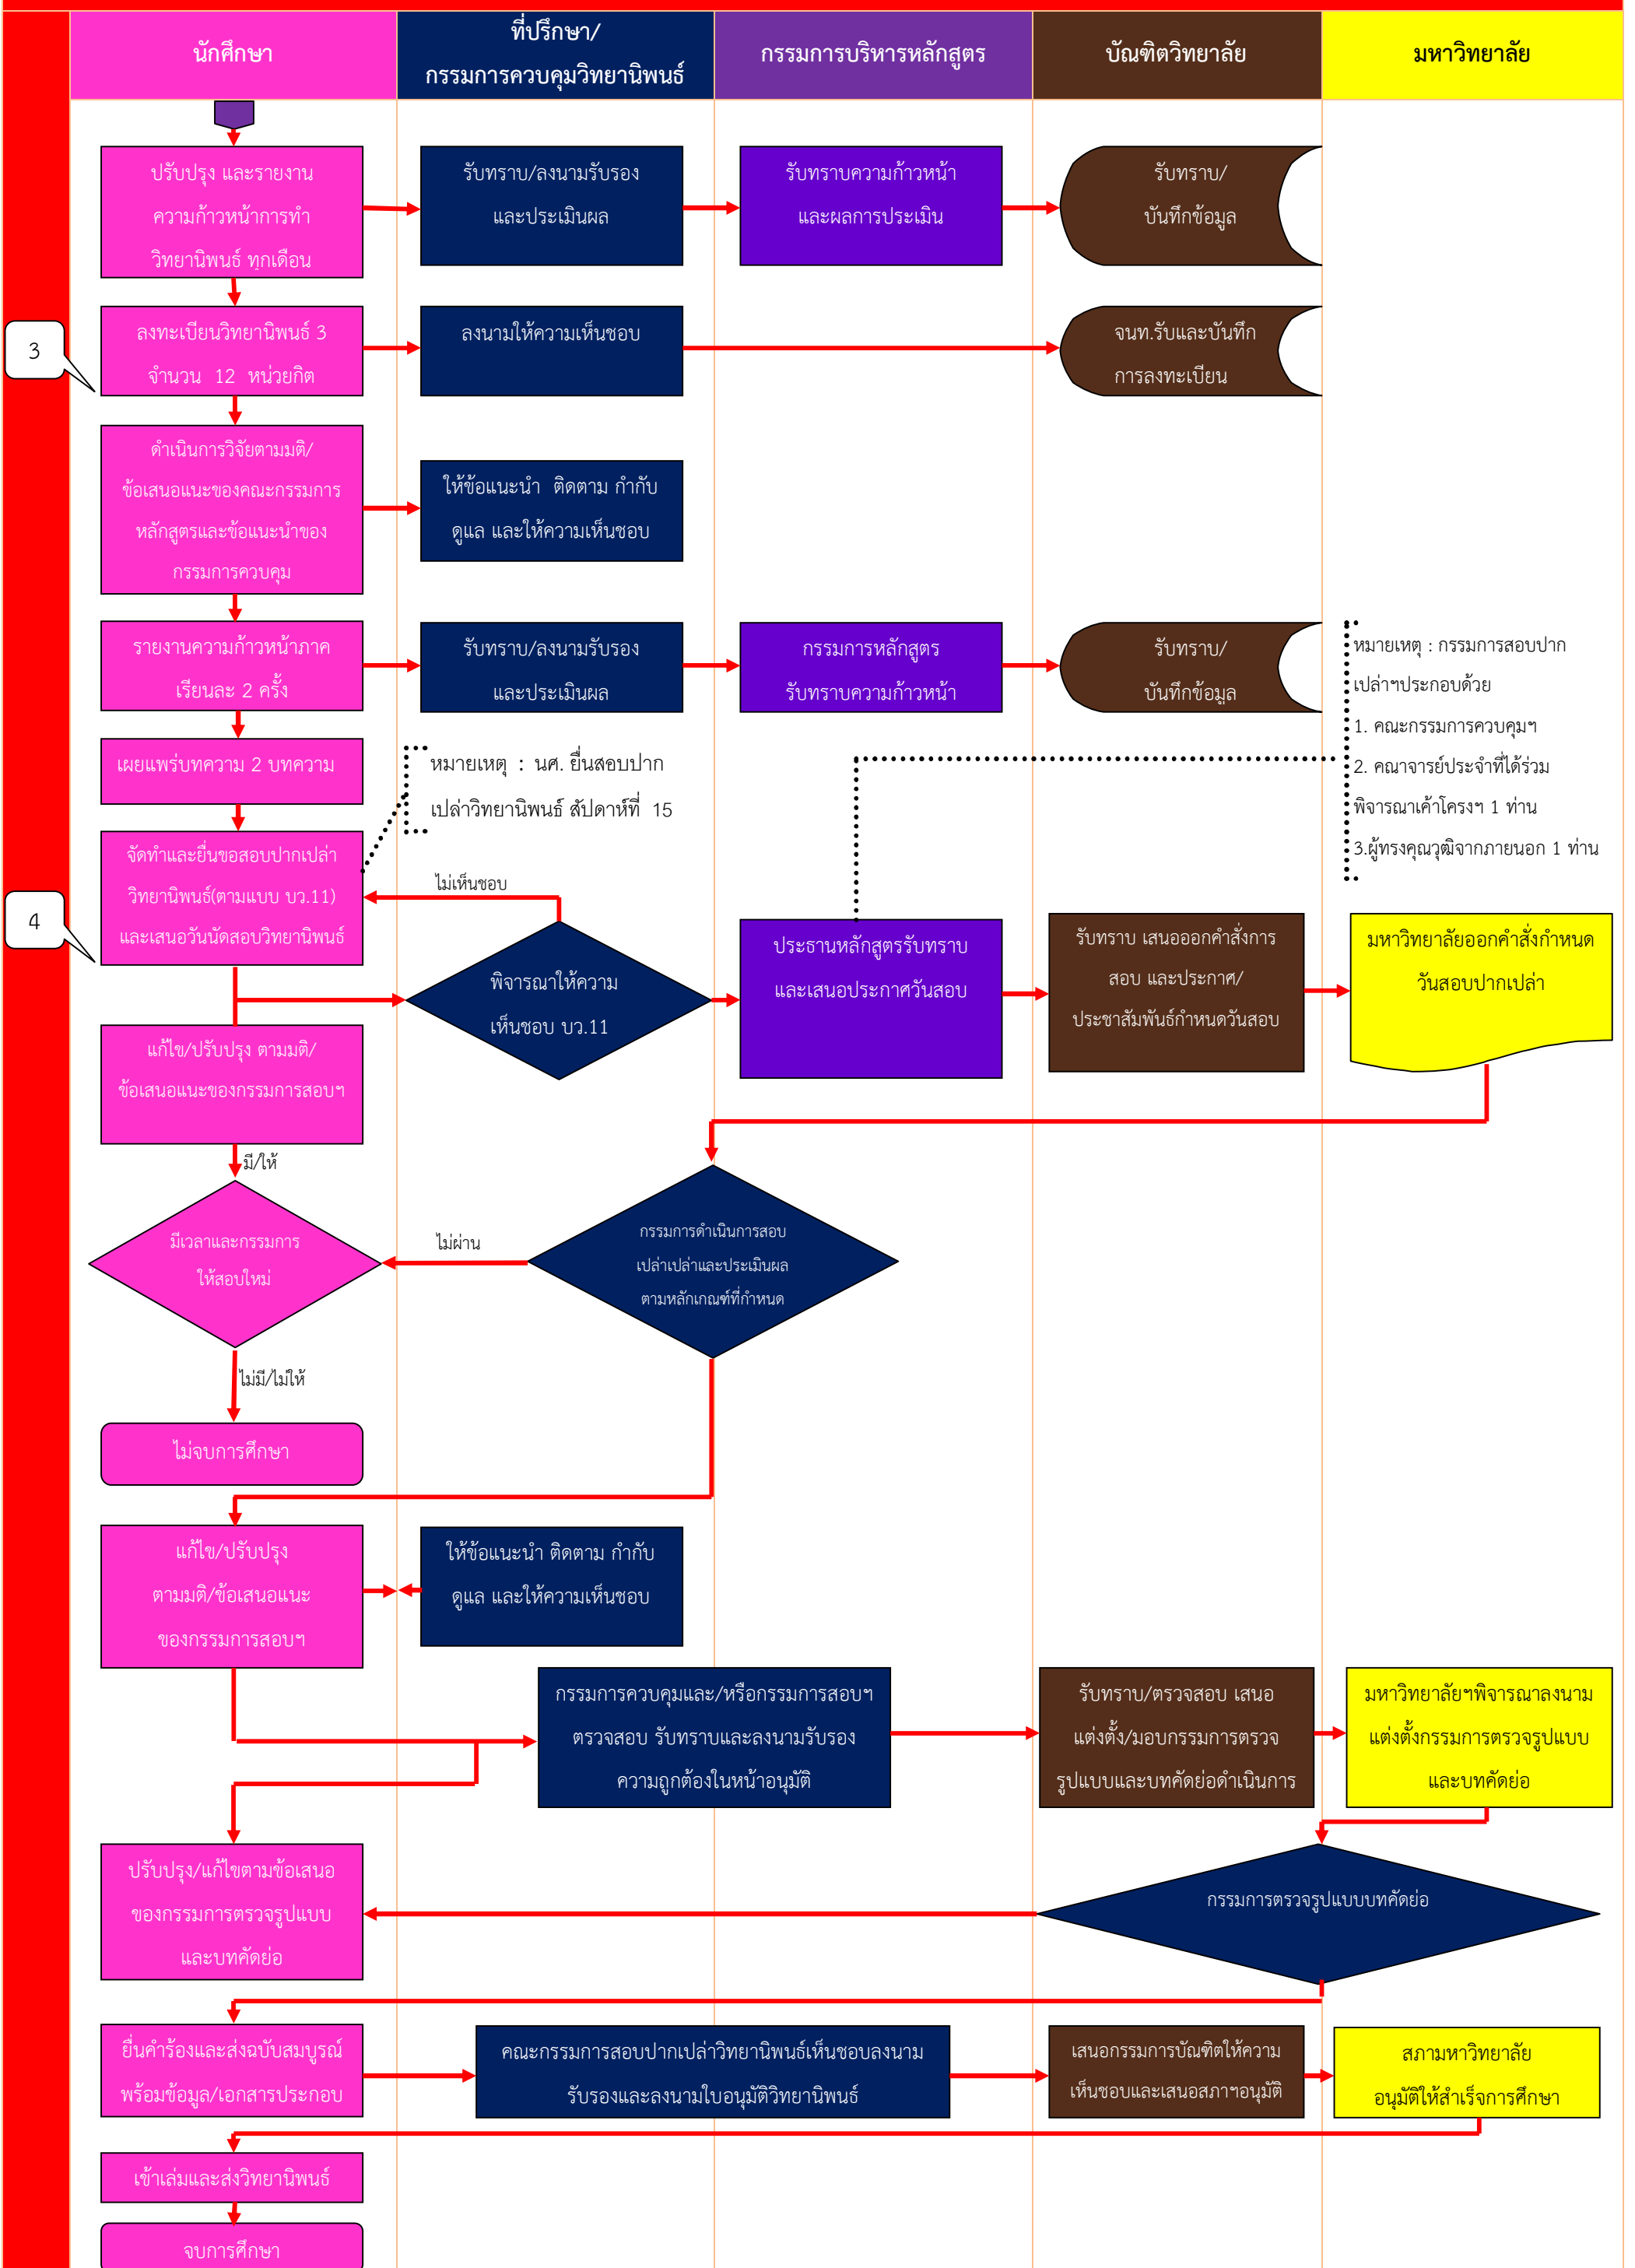 นักศึกษา
ที่ปรึกษา/
กรรมการควบคุมวิทยานิพนธ์
กรรมการบริหารหลักสูตร
บัณฑิตวิทยาลัย
มหาวิทยาลัย
ปรับปรุง และรายงาน
ความก้าวหน้าการทำ
วิทยานิพนธ์ ทุกเดือน
รับทราบ/ลงนามรับรอง
และประเมินผล
รับทราบความก้าวหน้า
และผลการประเมิน
รับทราบ/
บันทึกข้อมูล
3
ลงทะเบียนวิทยานิพนธ์ 3
จำนวน 12 หน่วยกิต
ลงนามให้ความเห็นชอบ
จนท.รับและบันทึก
การลงทะเบียน
ดำเนินการวิจัยตามมติ/
ข้อเสนอแนะของคณะกรรมการ
หลักสูตรและข้อแนะนำของ
กรรมการควบคุม
ให้ข้อแนะนำ ติดตาม กำกับ
ดูแล และให้ความเห็นชอบ
รายงานความก้าวหน้าภาค
เรียนละ 2 ครั้ง
รับทราบ/ลงนามรับรอง
และประเมินผล
กรรมการหลักสูตร
รับทราบความก้าวหน้า
รับทราบ/
บันทึกข้อมูล
หมายเหตุ : กรรมการสอบปาก
เปล่าฯประกอบด้วย
1. คณะกรรมการควบคุมฯ
2. คณาจารย์ประจำที่ได้ร่วม
พิจารณาเค้าโครงฯ 1 ท่าน
3.ผู้ทรงคุณวุฒิจากภายนอก 1 ท่าน
เผยแพร่บทความ 2 บทความ
หมายเหตุ : นศ. ยื่นสอบปาก
เปล่าวิทยานิพนธ์ สัปดาห์ที่ 15
4
จัดทำและยื่นขอสอบปากเปล่า
วิทยานิพนธ์(ตามแบบ บว.11)
และเสนอวันนัดสอบวิทยานิพนธ์
ไม่เห็นชอบ
พิจารณาให้ความ
เห็นชอบ บว.11
ประธานหลักสูตรรับทราบ
และเสนอประกาศวันสอบ
รับทราบ เสนอออกคำสั่งการ
สอบ และประกาศ/
ประชาสัมพันธ์กำหนดวันสอบ
มหาวิทยาลัยออกคำสั่งกำหนด
วันสอบปากเปล่า
แก้ไข/ปรับปรุง ตามมติ/
ข้อเสนอแนะของกรรมการสอบฯ
มี/ให้
มีเวลาและกรรมการ
ให้สอบใหม่
ไม่ผ่าน
กรรมการดำเนินการสอบ
เปล่าเปล่าและประเมินผล
ตามหลักเกณฑ์ที่กำหนด
ไม่มี/ไม่ให้
ไม่จบการศึกษา
แก้ไข/ปรับปรุง
ตามมติ/ข้อเสนอแนะ
ของกรรมการสอบฯ
ให้ข้อแนะนำ ติดตาม กำกับ
ดูแล และให้ความเห็นชอบ
กรรมการควบคุมและ/หรือกรรมการสอบฯ
ตรวจสอบ รับทราบและลงนามรับรอง
ความถูกต้องในหน้าอนุมัติ
รับทราบ/ตรวจสอบ เสนอ
แต่งตั้ง/มอบกรรมการตรวจ
รูปแบบและบทคัดย่อดำเนินการ
มหาวิทยาลัยฯพิจารณาลงนาม
แต่งตั้งกรรมการตรวจรูปแบบ
และบทคัดย่อ
ปรับปรุง/แก้ไขตามข้อเสนอ
ของกรรมการตรวจรูปแบบ
และบทคัดย่อ
กรรมการตรวจรูปแบบบทคัดย่อ
ยื่นคำร้องและส่งฉบับสมบูรณ์
พร้อมข้อมูล/เอกสารประกอบ
คณะกรรมการสอบปากเปล่าวิทยานิพนธ์เห็นชอบลงนาม
รับรองและลงนามใบอนุมัติวิทยานิพนธ์
เสนอกรรมการบัณฑิตให้ความ
เห็นชอบและเสนอสภาฯอนุมัติ
สภามหาวิทยาลัย
อนุมัติให้สำเร็จการศึกษา
เข้าเล่มและส่งวิทยานิพนธ์
จบการศึกษา